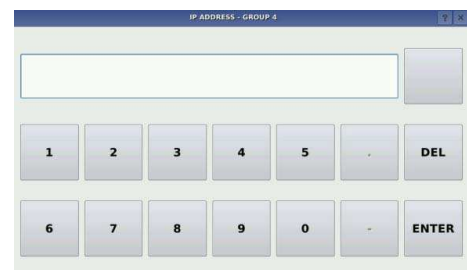 IP ADDRESS - GROUP 4 ? X
1 2 3 4 5 . DEL
6 7 8 9 0 - ENTER